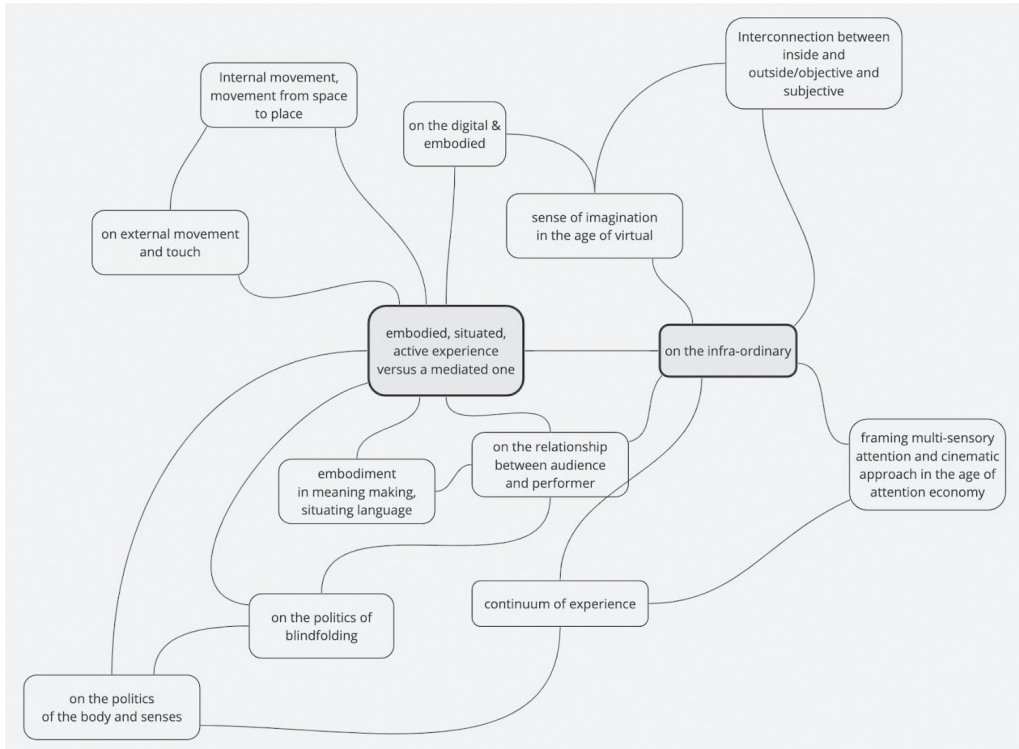 Interconnection between
inside and
outside/objective and
subjective
Internal movement,
movement from space
to place
on the digital &
embodied
sense of imagination
in the age of virtual
on external movement
and touch
embodied, situated,
active experience
versus a mediated one
on the infra-ordinary
framing multi-sensory
attention and cinematic
approach in the age of
attention economy
on the relationship
between audience
and performer
embodiment
in meaning making,
situating language
continuum of experience
on the politics of
blindfolding
on the politics
of the body and senses